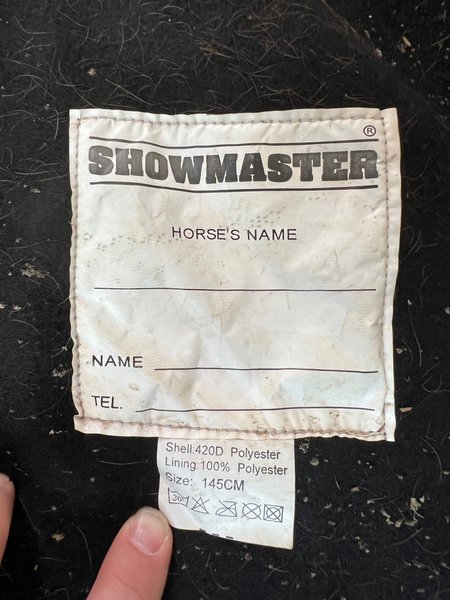 SHOWMASTER®
HORSE'S NAME
NAME
TEL.
Shell:420D Polyester
Lining:100% Polyester
Size: 145CM
30